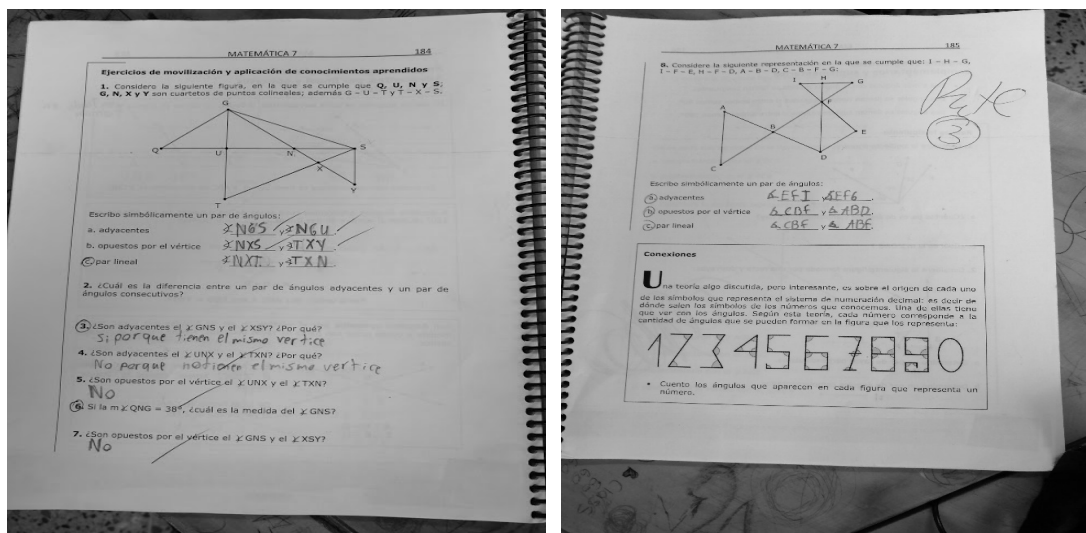 MATEMÁTICA 7 184
Ejercicios de movilización y aplicación de conocimientos aprendidos
1. Considero la siguiente figura, en la que se cumple que Q, U, N y S;
G, N, X y Y son cuartetos de puntos colineales; además G – U – T y T – X – S.
G
Q U N S
X
Y
T
Escribo simbólicamente un par de ángulos:
a. adyacentes ∡NGS y ∡NGU
b. opuestos por el vértice ∡NXS y ∡TXY
c. par lineal ∡NXT y ∡TXN
2. ¿Cuál es la diferencia entre un par de ángulos adyacentes y un par de
ángulos consecutivos?
3. ¿Son adyacentes el ∡ GNS y el ∡ XSY? ¿Por qué?
Si porque tienen el mismo vertice
4. ¿Son adyacentes el ∡ UNX y el ∡ TXN? ¿Por qué?
No porque notienen el mismo vertice
5. ¿Son opuestos por el vértice el ∡ UNX y el ∡ TXN?
No
6. Si la m∡ QNG = 38°, ¿cuál es la medida del ∡ GNS?
7. ¿Son opuestos por el vértice el ∡ GNS y el ∡ XSY?
No
MATEMÁTICA 7 185
8. Considero la siguiente representación en la que se cumple que: I – H – G,
I – F – E, H – F – D, A – B – D, C – B – F – G:
I H G
F
A
B E
D
C
3
Escribo simbólicamente un par de ángulos:
a. adyacentes ∡EFI y ∡EFG.
b. opuestos por el vértice ∡CBF y ∡ABD.
c. par lineal ∡CBF y ∡ABF.
Conexiones
Una teoría algo discutida, pero interesante, es sobre el origen de cada uno
de los símbolos que representa el sistema de numeración decimal; es decir de
dónde salen los símbolos de los números que conocemos. Una de ellas tiene
que ver con los ángulos. Según esta teoría, cada número corresponde a la
cantidad de ángulos que se pueden formar en la figura que los representa:
1234567890
• Cuento los ángulos que aparecen en cada figura que representa un
número.